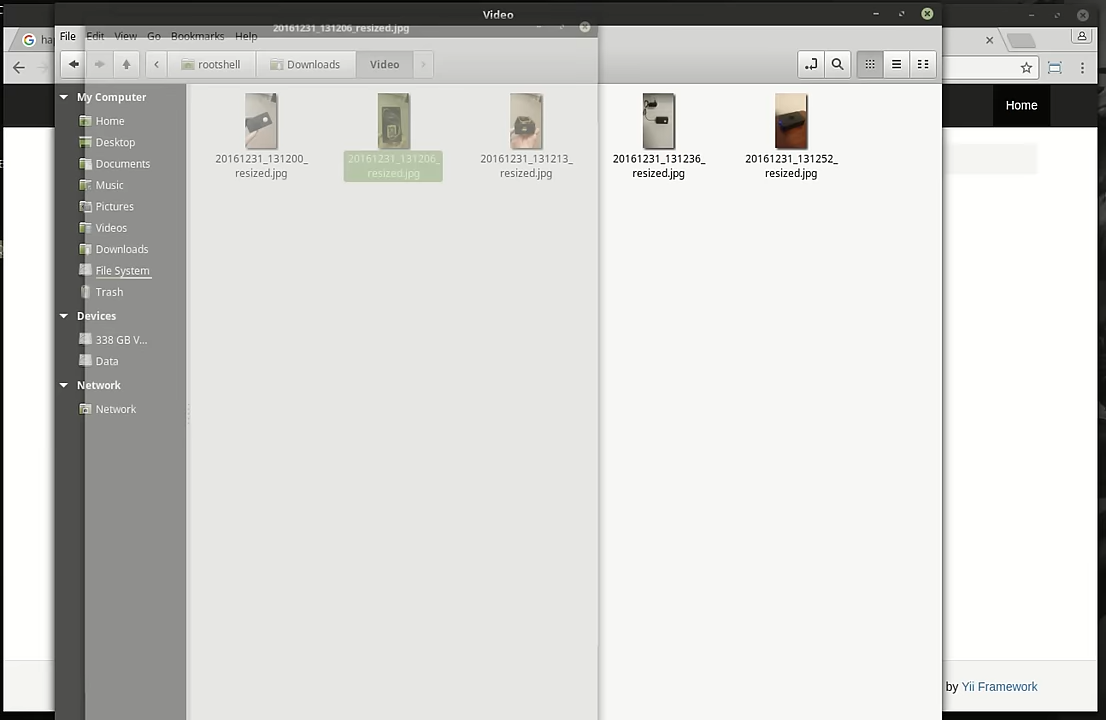 Video
20161231_131206_resized.jpg
File Edit View Go Bookmarks Help
rootshell Downloads Video
My Computer
Home
Desktop
Documents
Music
Pictures
Videos
Downloads
File System
Trash
Devices
338 GB V...
Data
Network
Network
20161231_131200_
resized.jpg
20161231_131206_
resized.jpg
20161231_131213_
resized.jpg
20161231_131236_
resized.jpg
20161231_131252_
resized.jpg
Home
by Yii Framework